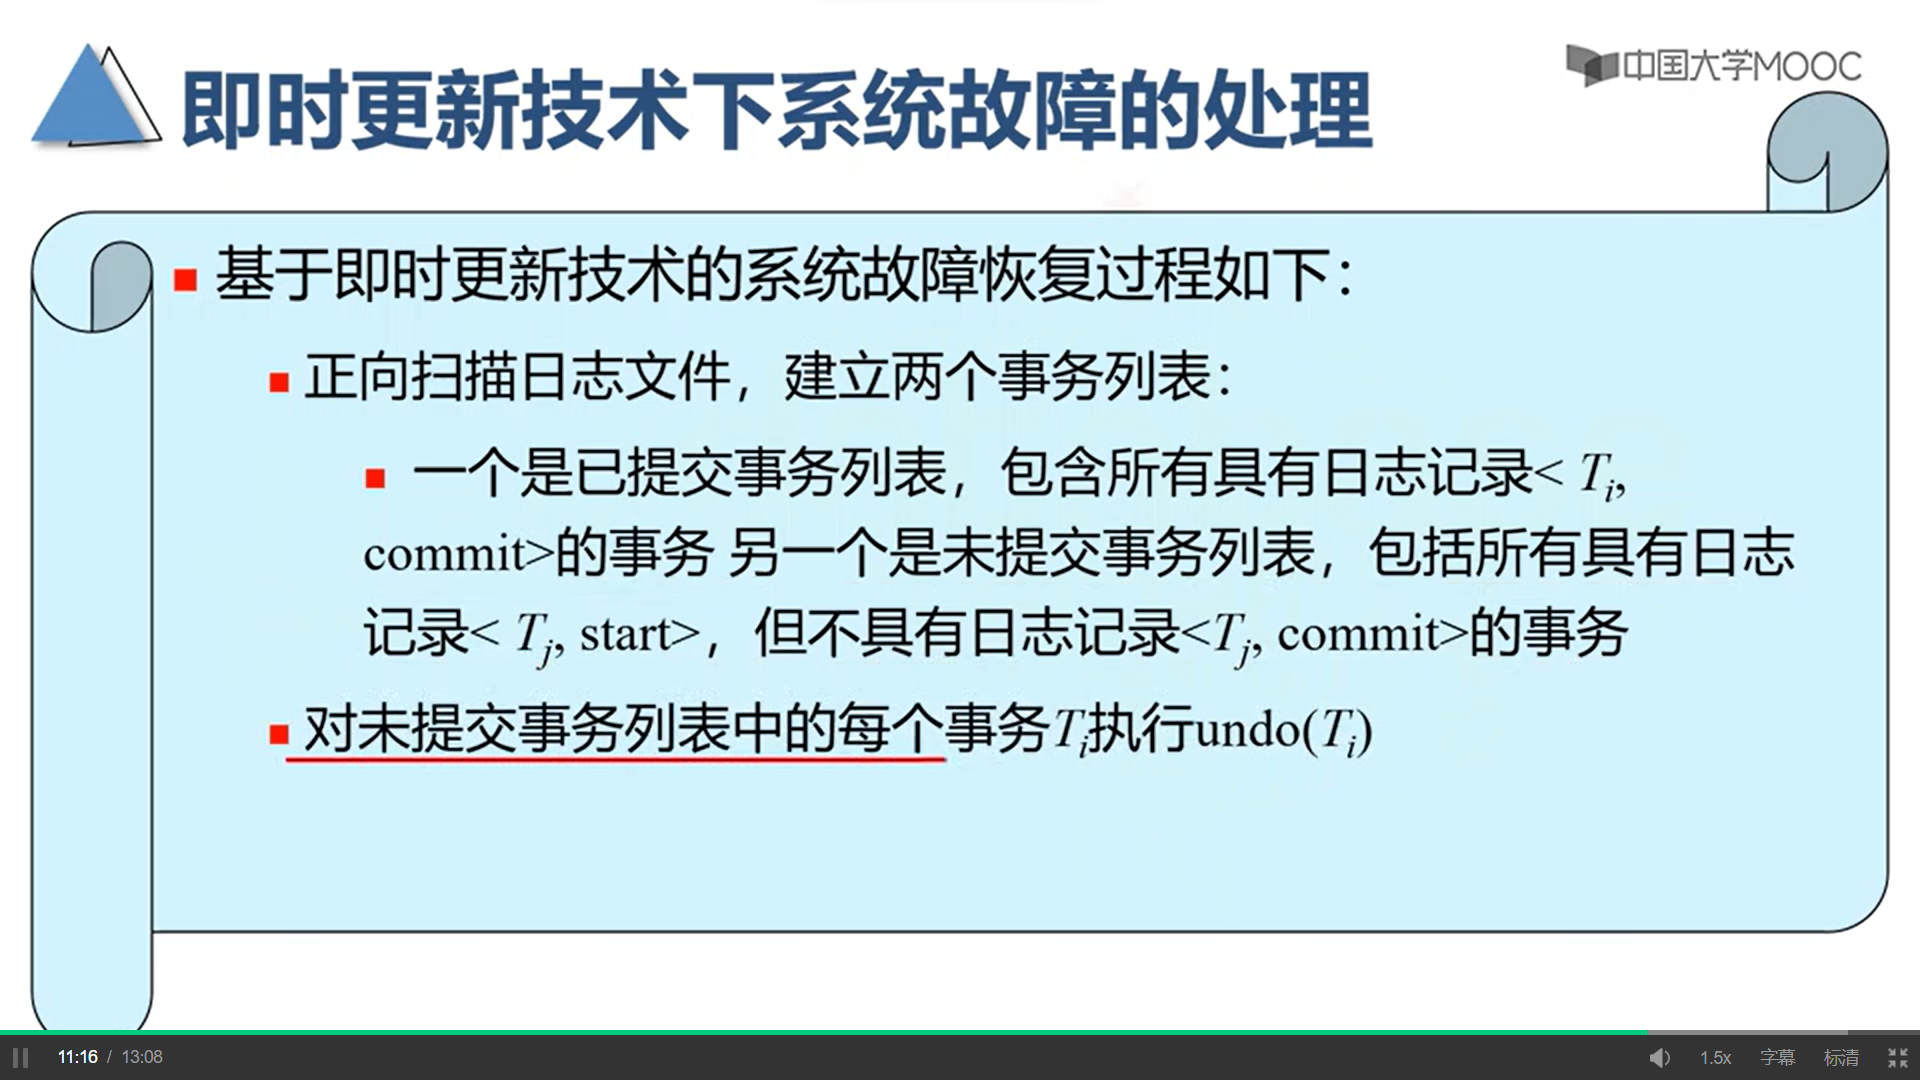 中国大学MOOC
即时更新技术下系统故障的处理
基于即时更新技术的系统故障恢复过程如下：
正向扫描日志文件，建立两个事务列表：
一个是已提交事务列表，包含所有具有日志记录< Ti,
commit>的事务 另一个是未提交事务列表，包括所有具有日志
记录< Tj, start>，但不具有日志记录<Tj, commit>的事务
对未提交事务列表中的每个事务Ti执行undo(Ti)
11:16 / 13:08
1.5x 字幕 标清